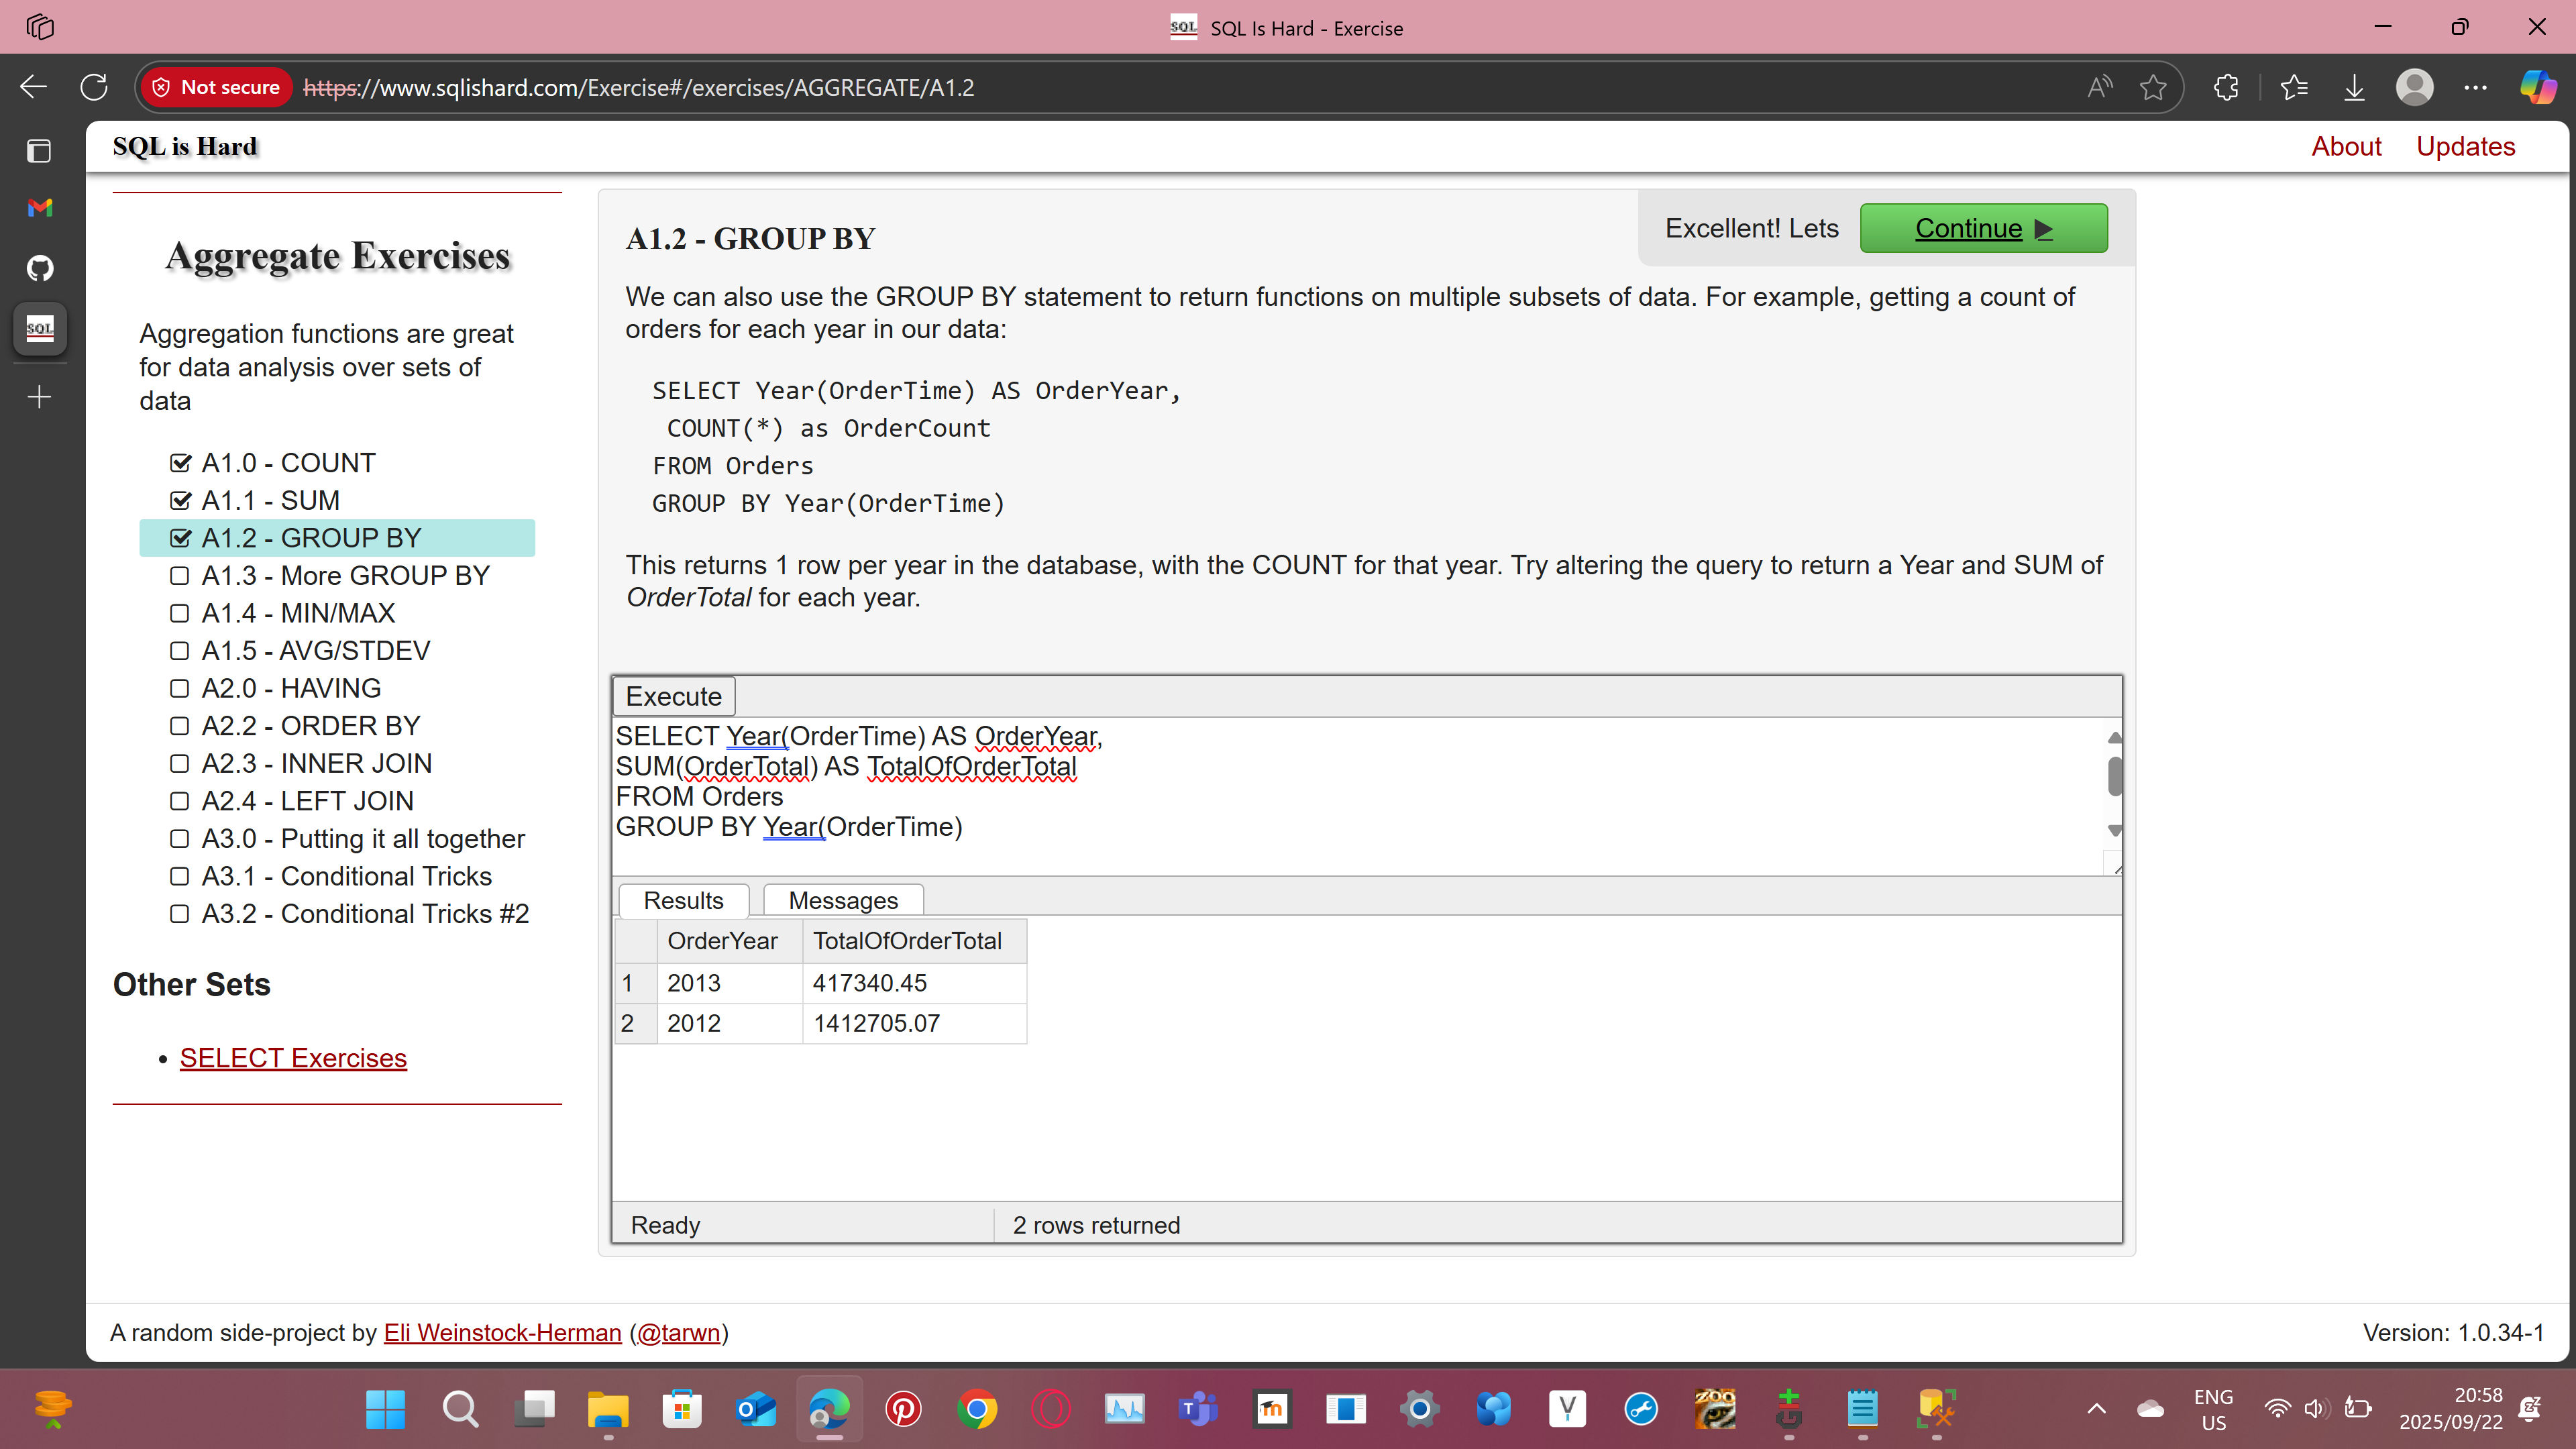 SQL SQL Is Hard - Exercise
Not secure https://www.sqlishard.com/Exercise#/exercises/AGGREGATE/A1.2
SQL is Hard
About Updates
Aggregate Exercises
Aggregation functions are great
for data analysis over sets of
data
A1.0 - COUNT
A1.1 - SUM
A1.2 - GROUP BY
A1.3 - More GROUP BY
A1.4 - MIN/MAX
A1.5 - AVG/STDEV
A2.0 - HAVING
A2.2 - ORDER BY
A2.3 - INNER JOIN
A2.4 - LEFT JOIN
A3.0 - Putting it all together
A3.1 - Conditional Tricks
A3.2 - Conditional Tricks #2
Other Sets
• SELECT Exercises
A1.2 - GROUP BY
Excellent! Lets Continue
We can also use the GROUP BY statement to return functions on multiple subsets of data. For example, getting a count of
orders for each year in our data:
SELECT Year(OrderTime) AS OrderYear,
COUNT(*) as OrderCount
FROM Orders
GROUP BY Year(OrderTime)
This returns 1 row per year in the database, with the COUNT for that year. Try altering the query to return a Year and SUM of
OrderTotal for each year.
Execute
SELECT Year(OrderTime) AS OrderYear,
SUM(OrderTotal) AS TotalOfOrderTotal
FROM Orders
GROUP BY Year(OrderTime)
Results Messages
OrderYear TotalOfOrderTotal
1 2013 417340.45
2 2012 1412705.07
Ready 2 rows returned
A random side-project by Eli Weinstock-Herman (@tarwn)
Version: 1.0.34-1
ENG
US
20:58
2025/09/22